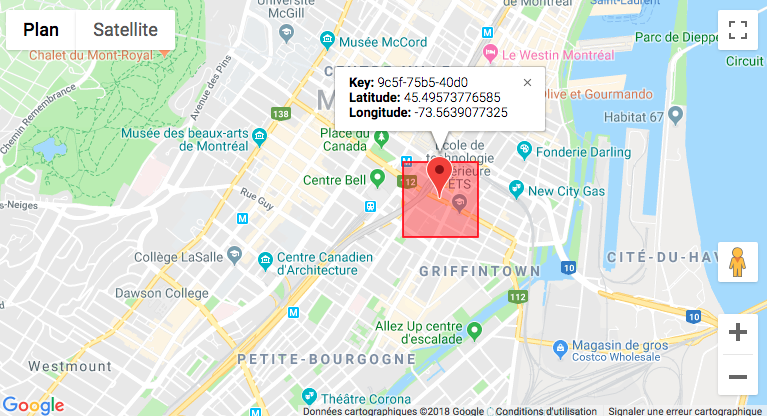 Plan
Satellite
Université
McGill
Saint-Laurent
Musée McCord
Parc de Dieppe
Chalet du Mont-Royal
Le Westin Montréal
Circuit
Avenue des Pins
Chemin Remembrance
Key: 9c5f-75b5-40d0
Latitude: 45.49573776585
Longitude: -73.5639077325
Olive et Gourmando
138
Habitat 67
Musée des beaux-arts
de Montréal
Place du
Canada
École de
technologie
supérieure
ÉTS
Fonderie Darling
Centre Bell
112
New City Gas
Rue Guy
s-Neiges
Collège LaSalle
Centre Canadien
d'Architecture
CITÉ-DU-HAV
GRIFFINTOWN
10
Dawson College
112
10
Allez Up centre
d'escalade
Magasin de gros
Costco Wholesale
PETITE-BOURGOGNE
Westmount
Théâtre Corona
Google
Données cartographiques ©2018 Google
Conditions d'utilisation
Signaler une erreur cartographique